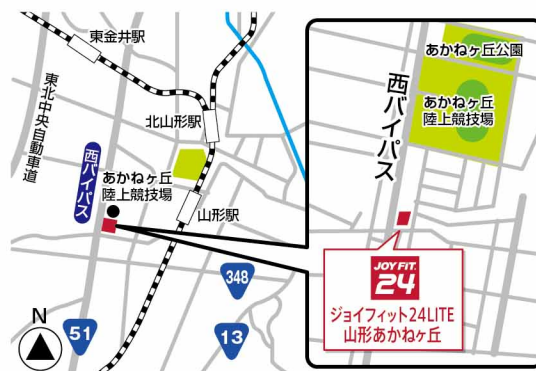 東金井駅
東北中央自動車道
北山形駅
西バイパス
あかねヶ丘
陸上競技場
山形駅
348
13
51
N
あかねヶ丘公園
あかねヶ丘
陸上競技場
西バイパス
JOYFIT
24
ジョイフィット24LITE
山形あかねヶ丘